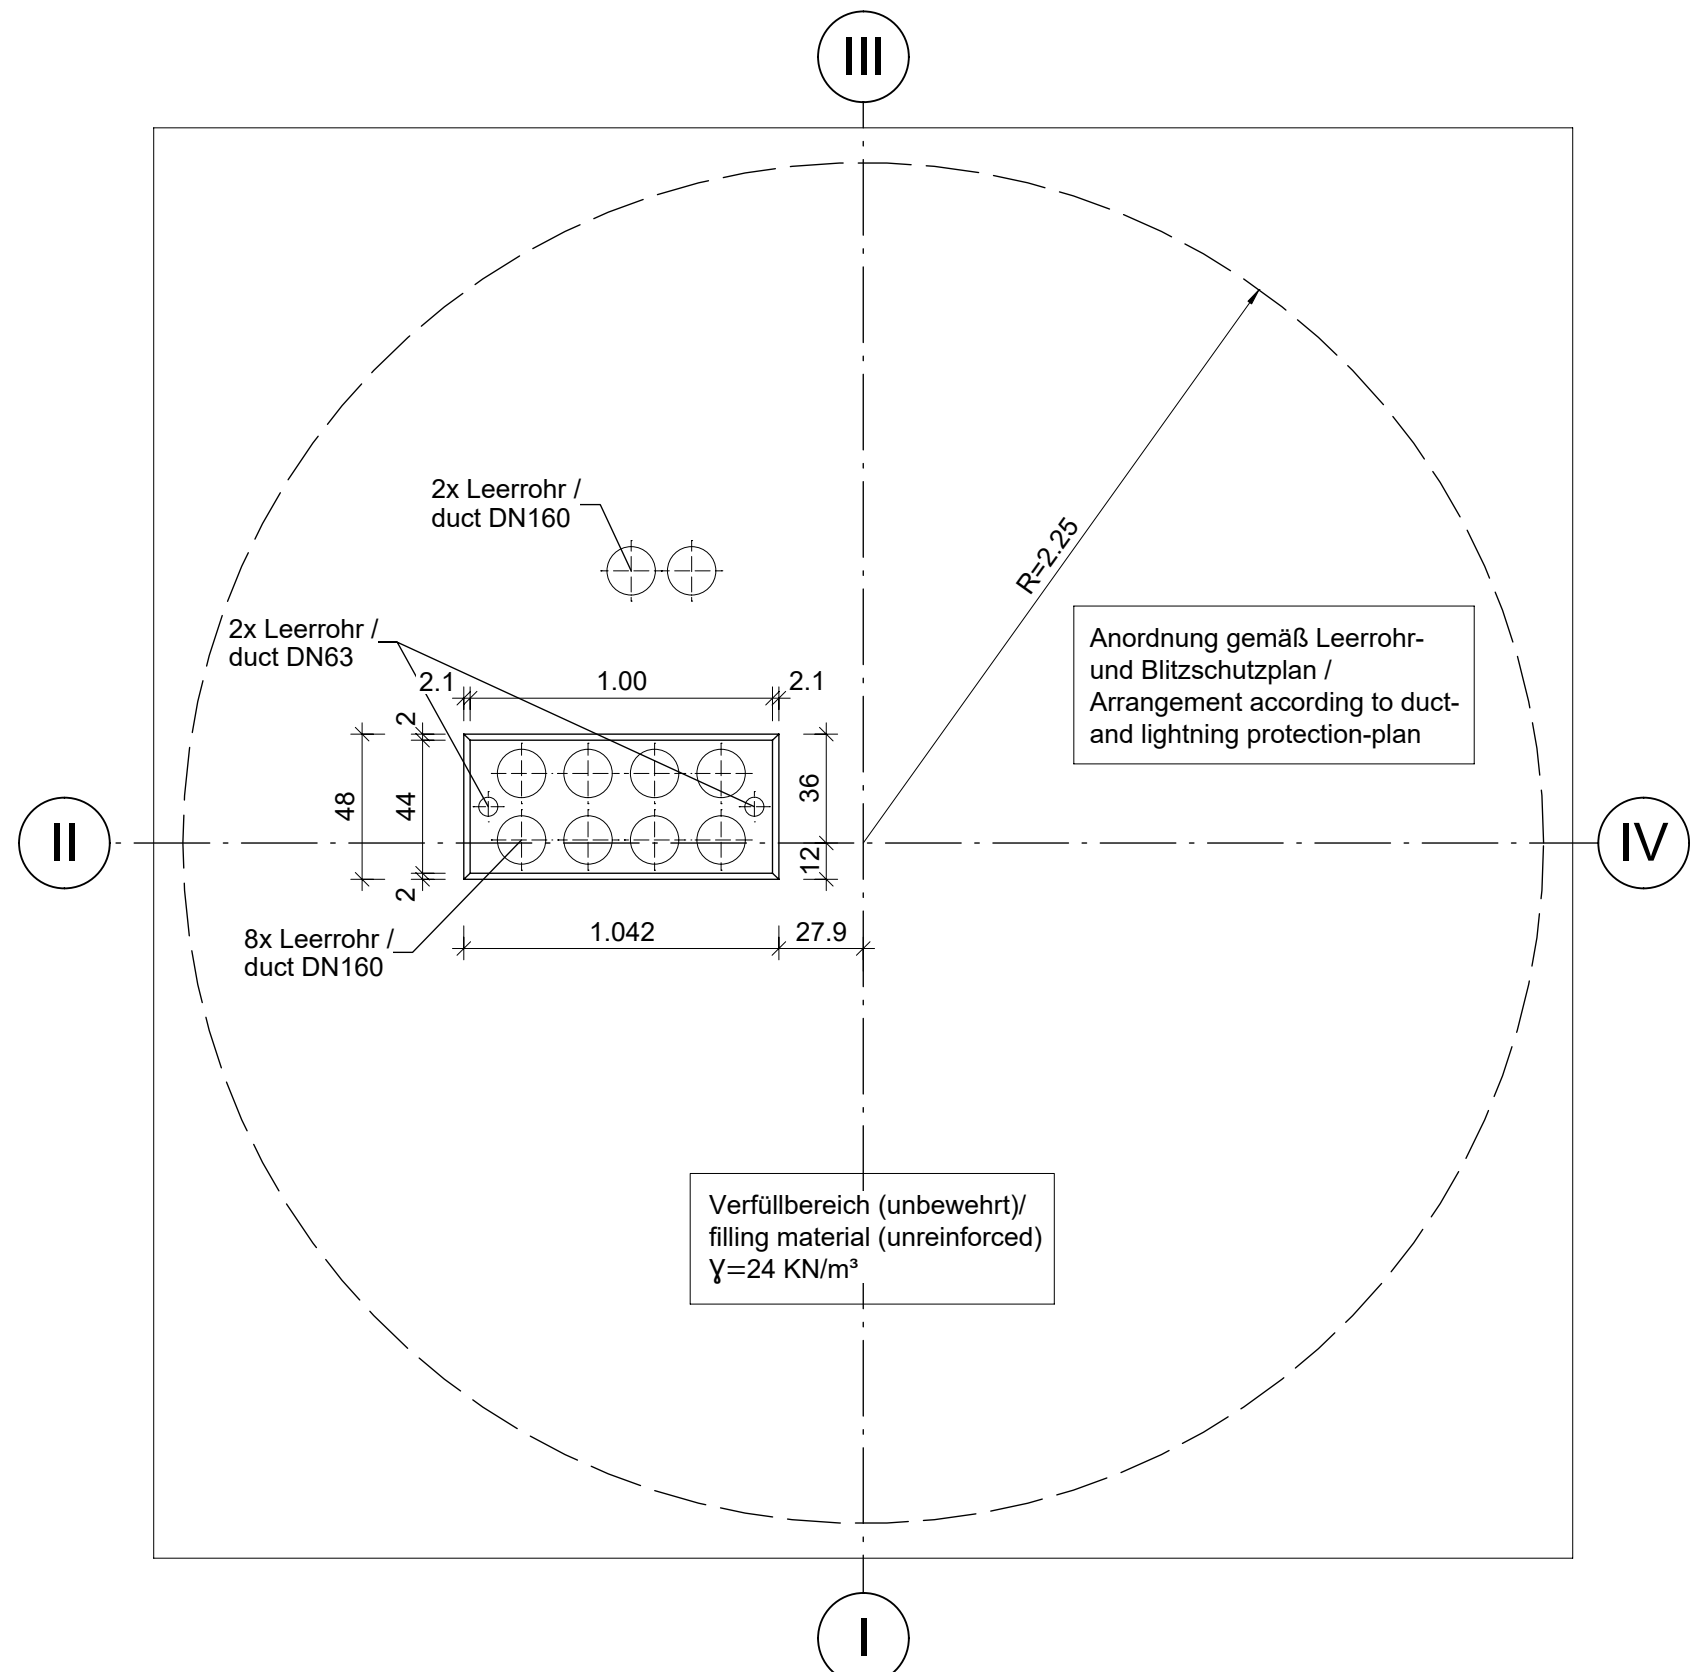 III
2x Leerrohr /
duct DN160
R=2.25
2x Leerrohr /
duct DN63
Anordnung gemäß Leerrohr-
und Blitzschutzplan /
Arrangement according to duct-
and lightning protection-plan
2.1
1.00
2.1
2
48
44
36
12
2
II
IV
8x Leerrohr /
duct DN160
1.042
27.9
Verfüllbereich (unbewehrt)/
filling material (unreinforced)
γ=24 KN/m³
I